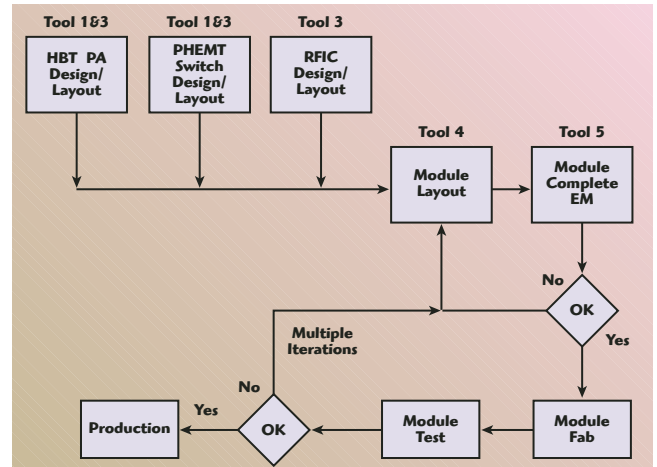 Tool 1&3
Tool 1&3
Tool 3
HBT PA
Design/
Layout
PHEMT
Switch
Design/
Layout
RFIC
Design/
Layout
Tool 4
Tool 5
Module
Layout
Module
Complete
EM
No
OK
Yes
Multiple
Iterations
No
Yes
Production
OK
Module
Test
Module
Fab